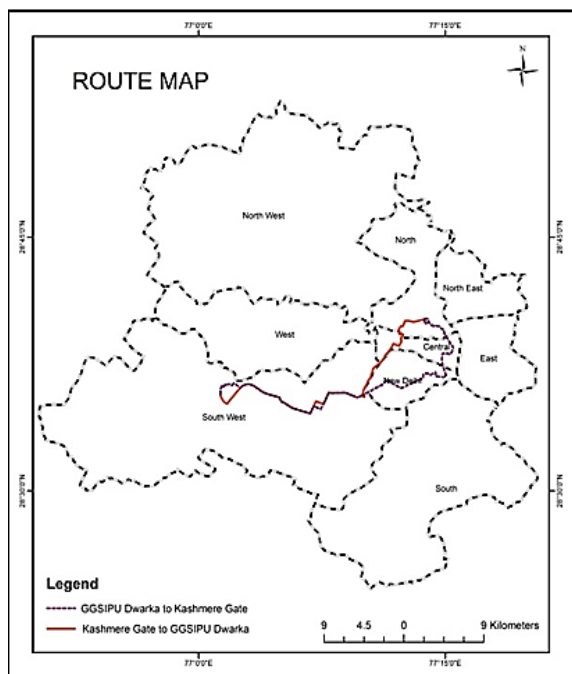 77°0'0"E
77°15'0"E
N
ROUTE MAP
North West
28°45'0"N
28°45'0"N
North
North East
West
Central
East
New Delhi
South West
South
28°30'0"N
28°30'0"N
Legend
GGSIPU Dwarka to Kashmere Gate
Kashmere Gate to GGSIPU Dwarka
9 4.5 0 9 Kilometers
77°0'0"E
77°15'0"E